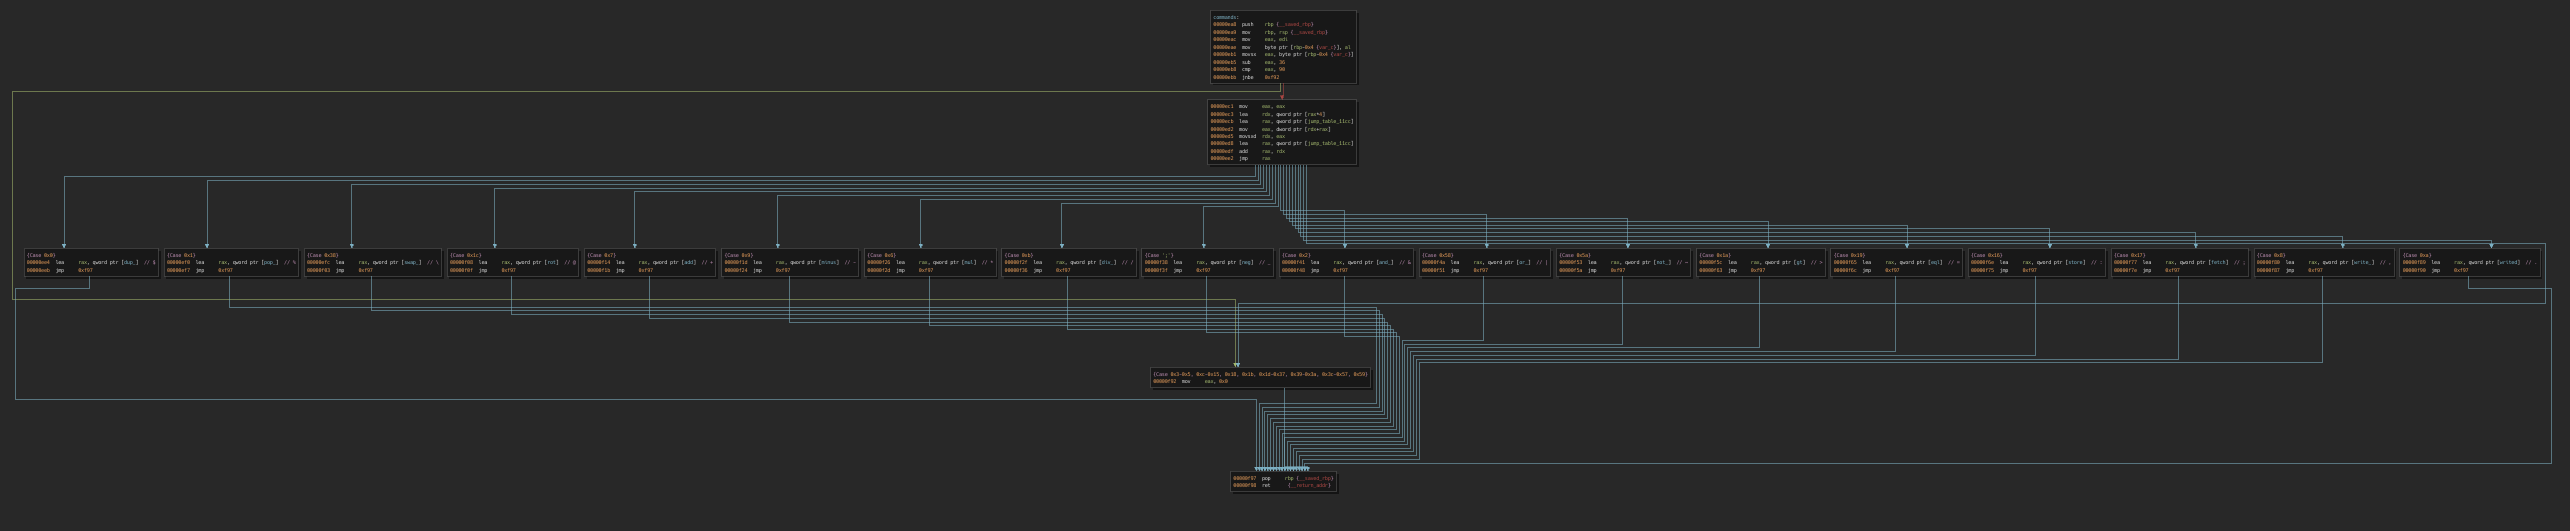 commands:
00000ea8 push rbp {__saved_rbp}
00000ea9 mov rbp, rsp {__saved_rbp}
00000eac mov eax, edi
00000eae mov byte ptr [rbp-0x4 {var_c}], al
00000eb1 movsx eax, byte ptr [rbp-0x4 {var_c}]
00000eb5 sub eax, 36
00000eb8 cmp eax, 90
00000ebb jnbe 0xf92
00000ec1 mov eax, eax
00000ec3 lea rdx, qword ptr [rax*4]
00000ecb lea rax, qword ptr [jump_table_11cc]
00000ed2 mov eax, dword ptr [rdx+rax]
00000ed5 movsxd rdx, eax
00000ed8 lea rax, qword ptr [jump_table_11cc]
00000edf add rax, rdx
00000ee2 jmp rax
{Case 0x0}
00000ee4 lea rax, qword ptr [dup_] // $
00000eeb jmp 0xf97
{Case 0x1}
00000ef0 lea rax, qword ptr [pop_] // %
00000ef7 jmp 0xf97
{Case 0x38}
00000efc lea rax, qword ptr [swap_] // \
00000f03 jmp 0xf97
{Case 0x1c}
00000f08 lea rax, qword ptr [rot] // @
00000f0f jmp 0xf97
{Case 0x7}
00000f14 lea rax, qword ptr [add] // +
00000f1b jmp 0xf97
{Case 0x9}
00000f1d lea rax, qword ptr [minus] // -
00000f24 jmp 0xf97
{Case 0x6}
00000f26 lea rax, qword ptr [mul] // *
00000f2d jmp 0xf97
{Case 0xb}
00000f2f lea rax, qword ptr [div_] // /
00000f36 jmp 0xf97
{Case ';'}
00000f38 lea rax, qword ptr [neg] // _
00000f3f jmp 0xf97
{Case 0x2}
00000f41 lea rax, qword ptr [and_] // &
00000f48 jmp 0xf97
{Case 0x58}
00000f4a lea rax, qword ptr [or_] // |
00000f51 jmp 0xf97
{Case 0x5a}
00000f53 lea rax, qword ptr [not_] // ~
00000f5a jmp 0xf97
{Case 0x1a}
00000f5c lea rax, qword ptr [gt] // >
00000f63 jmp 0xf97
{Case 0x19}
00000f65 lea rax, qword ptr [eql] // =
00000f6c jmp 0xf97
{Case 0x16}
00000f6e lea rax, qword ptr [store] // :
00000f75 jmp 0xf97
{Case 0x17}
00000f77 lea rax, qword ptr [fetch] // ;
00000f7e jmp 0xf97
{Case 0x8}
00000f80 lea rax, qword ptr [write_] // ,
00000f87 jmp 0xf97
{Case 0xa}
00000f89 lea rax, qword ptr [writed] // .
00000f90 jmp 0xf97
{Case 0x3-0x5, 0xc-0x15, 0x18, 0x1b, 0x1d-0x37, 0x39-0x3a, 0x3c-0x57, 0x59}
00000f92 mov eax, 0x0
00000f97 pop rbp {__saved_rbp}
00000f98 ret {__return_addr}